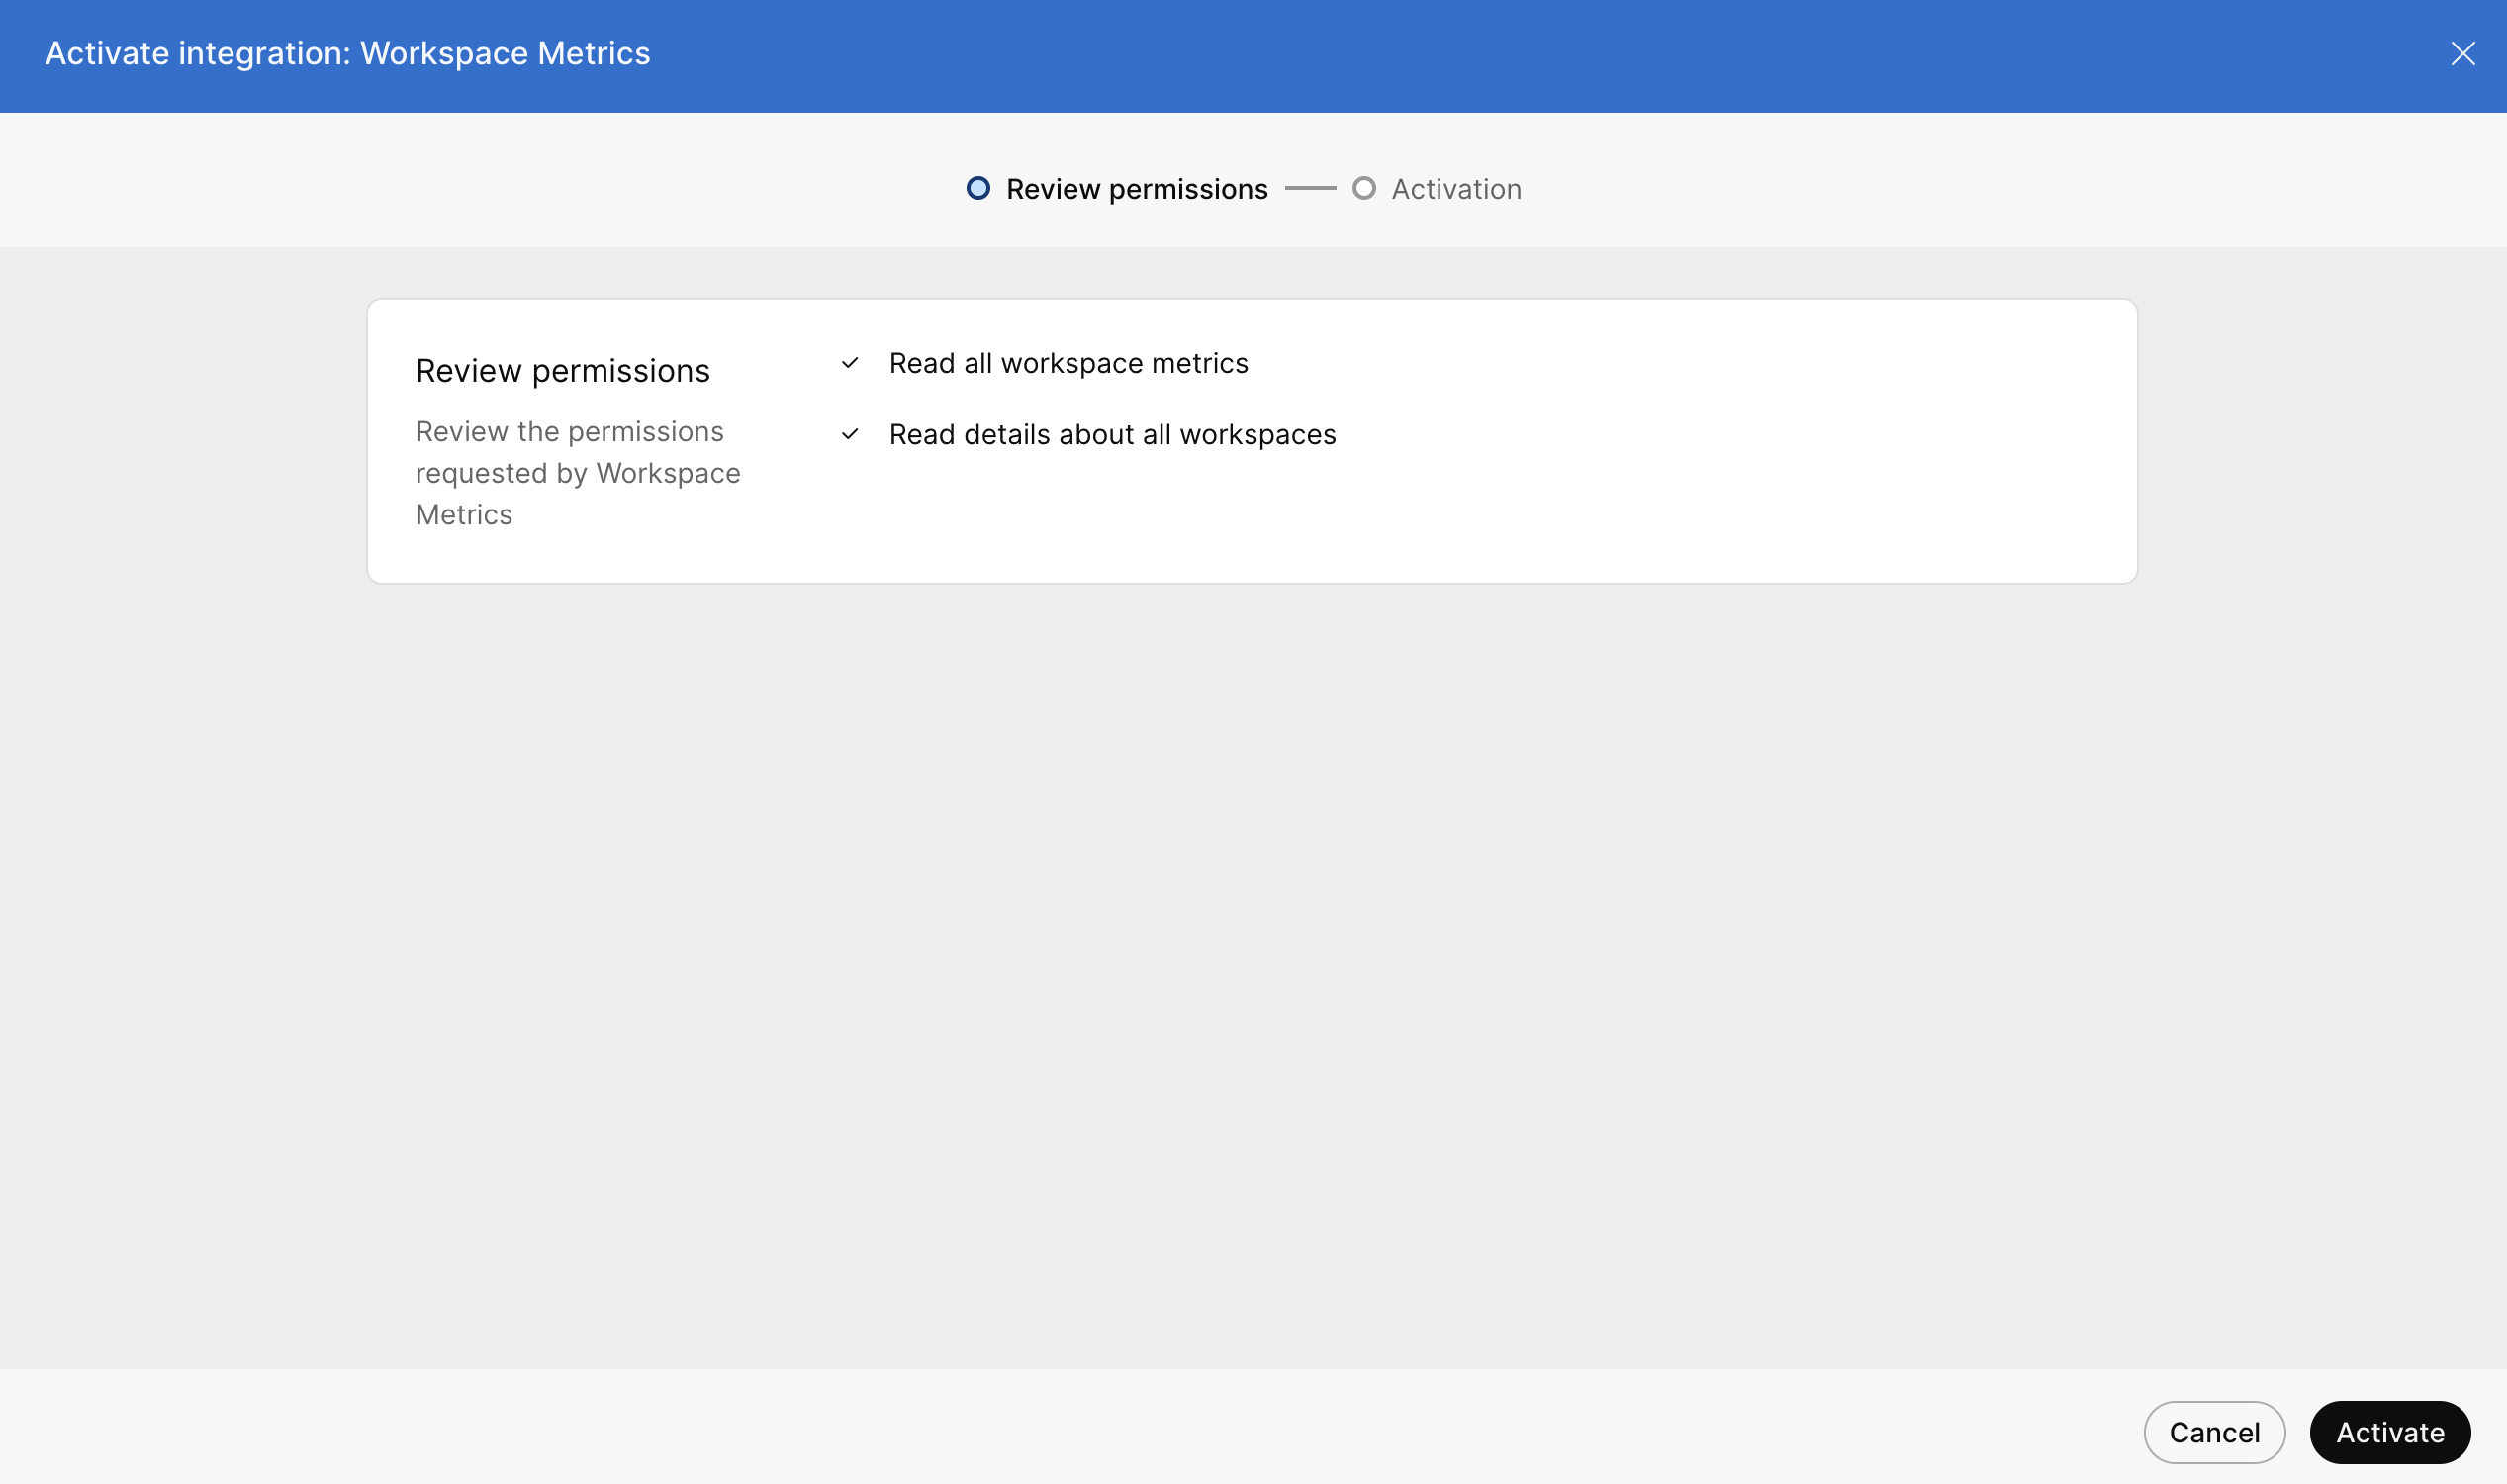 Activate integration: Workspace Metrics
Review permissions
Activation
Review permissions
Review the permissions
requested by Workspace
Metrics
Read all workspace metrics
Read details about all workspaces
Cancel
Activate